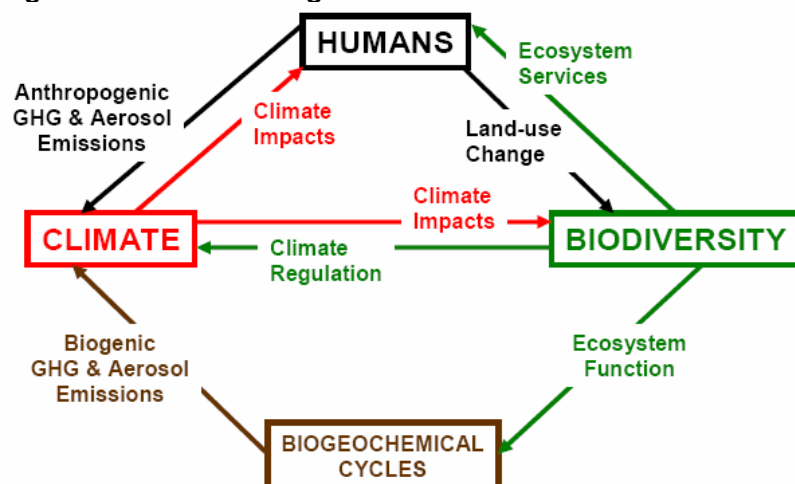 HUMANS
Ecosystem
Services
Anthropogenic
GHG & Aerosol
Emissions
Climate
Impacts
Land-use
Change
Climate
Impacts
CLIMATE
BIODIVERSITY
Climate
Regulation
Biogenic
GHG & Aerosol
Emissions
Ecosystem
Function
BIOGEOCHEMICAL
CYCLES